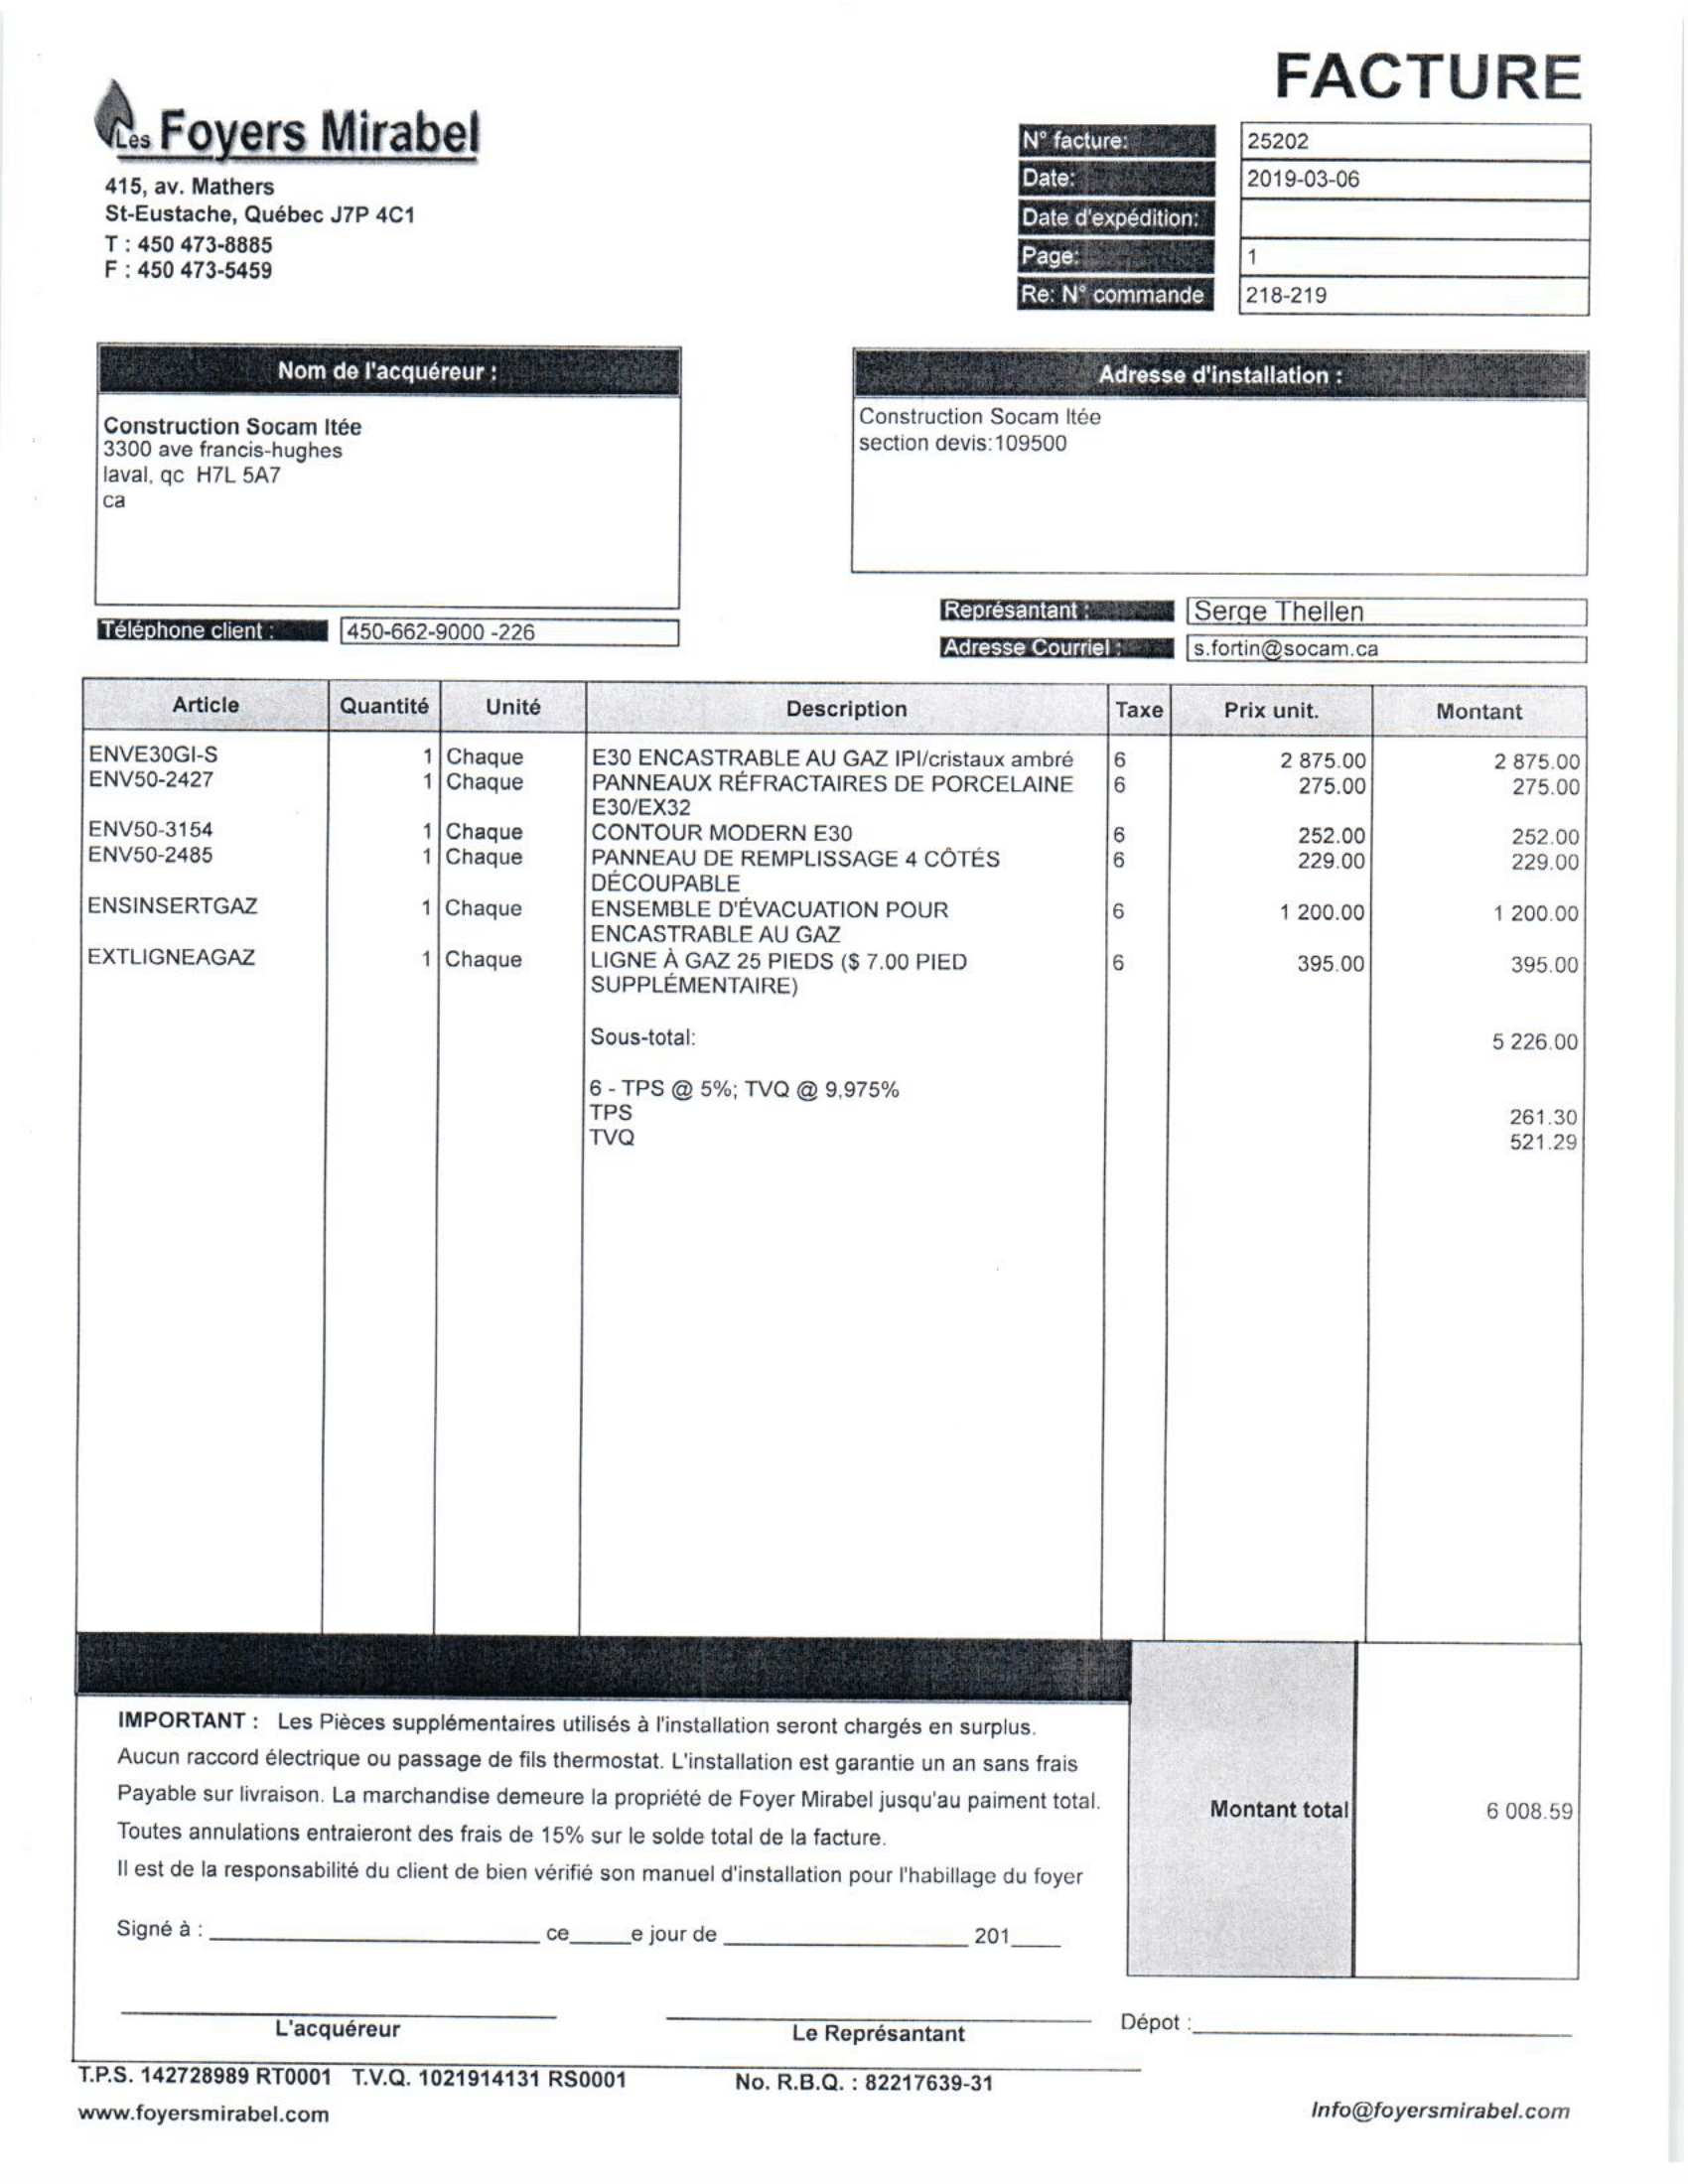 FACTURE
Les Foyers Mirabel
415, av. Mathers
St-Eustache, Québec J7P 4C1
T : 450 473-8885
F : 450 473-5459
N° facture: 25202
Date: 2019-03-06
Date d'expédition:
Page: 1
Re: N° commande 218-219
Nom de l'acquéreur :
Construction Socam ltée
3300 ave francis-hughes
laval, qc H7L 5A7
ca
Adresse d'installation :
Construction Socam ltée
section devis:109500
Téléphone client : 450-662-9000 -226
Représantant : Serge Thellen
Adresse Courriel : s.fortin@socam.ca
Article Quantité Unité Description Taxe Prix unit. Montant
ENVE30GI-S 1 Chaque E30 ENCASTRABLE AU GAZ IPI/cristaux ambré 6 2 875.00 2 875.00
ENV50-2427 1 Chaque PANNEAUX RÉFRACTAIRES DE PORCELAINE 6 275.00 275.00
E30/EX32
ENV50-3154 1 Chaque CONTOUR MODERN E30 6 252.00 252.00
ENV50-2485 1 Chaque PANNEAU DE REMPLISSAGE 4 CÔTÉS 6 229.00 229.00
DÉCOUPABLE
ENSINSERTGAZ 1 Chaque ENSEMBLE D'ÉVACUATION POUR 6 1 200.00 1 200.00
ENCASTRABLE AU GAZ
EXTLIGNEAGAZ 1 Chaque LIGNE À GAZ 25 PIEDS ($ 7.00 PIED 6 395.00 395.00
SUPPLÉMENTAIRE)
Sous-total: 5 226.00
6 - TPS @ 5%; TVQ @ 9,975%
TPS 261.30
TVQ 521.29
IMPORTANT : Les Pièces supplémentaires utilisés à l'installation seront chargés en surplus.
Aucun raccord électrique ou passage de fils thermostat. L'installation est garantie un an sans frais
Payable sur livraison. La marchandise demeure la propriété de Foyer Mirabel jusqu'au paiment total.
Toutes annulations entraieront des frais de 15% sur le solde total de la facture.
Il est de la responsabilité du client de bien vérifié son manuel d'installation pour l'habillage du foyer
Montant total 6 008.59
Signé à : ce e jour de 201
L'acquéreur
Le Représantant
Dépot :
T.P.S. 142728989 RT0001 T.V.Q. 1021914131 RS0001 No. R.B.Q. : 82217639-31
www.foyersmirabel.com
Info@foyersmirabel.com